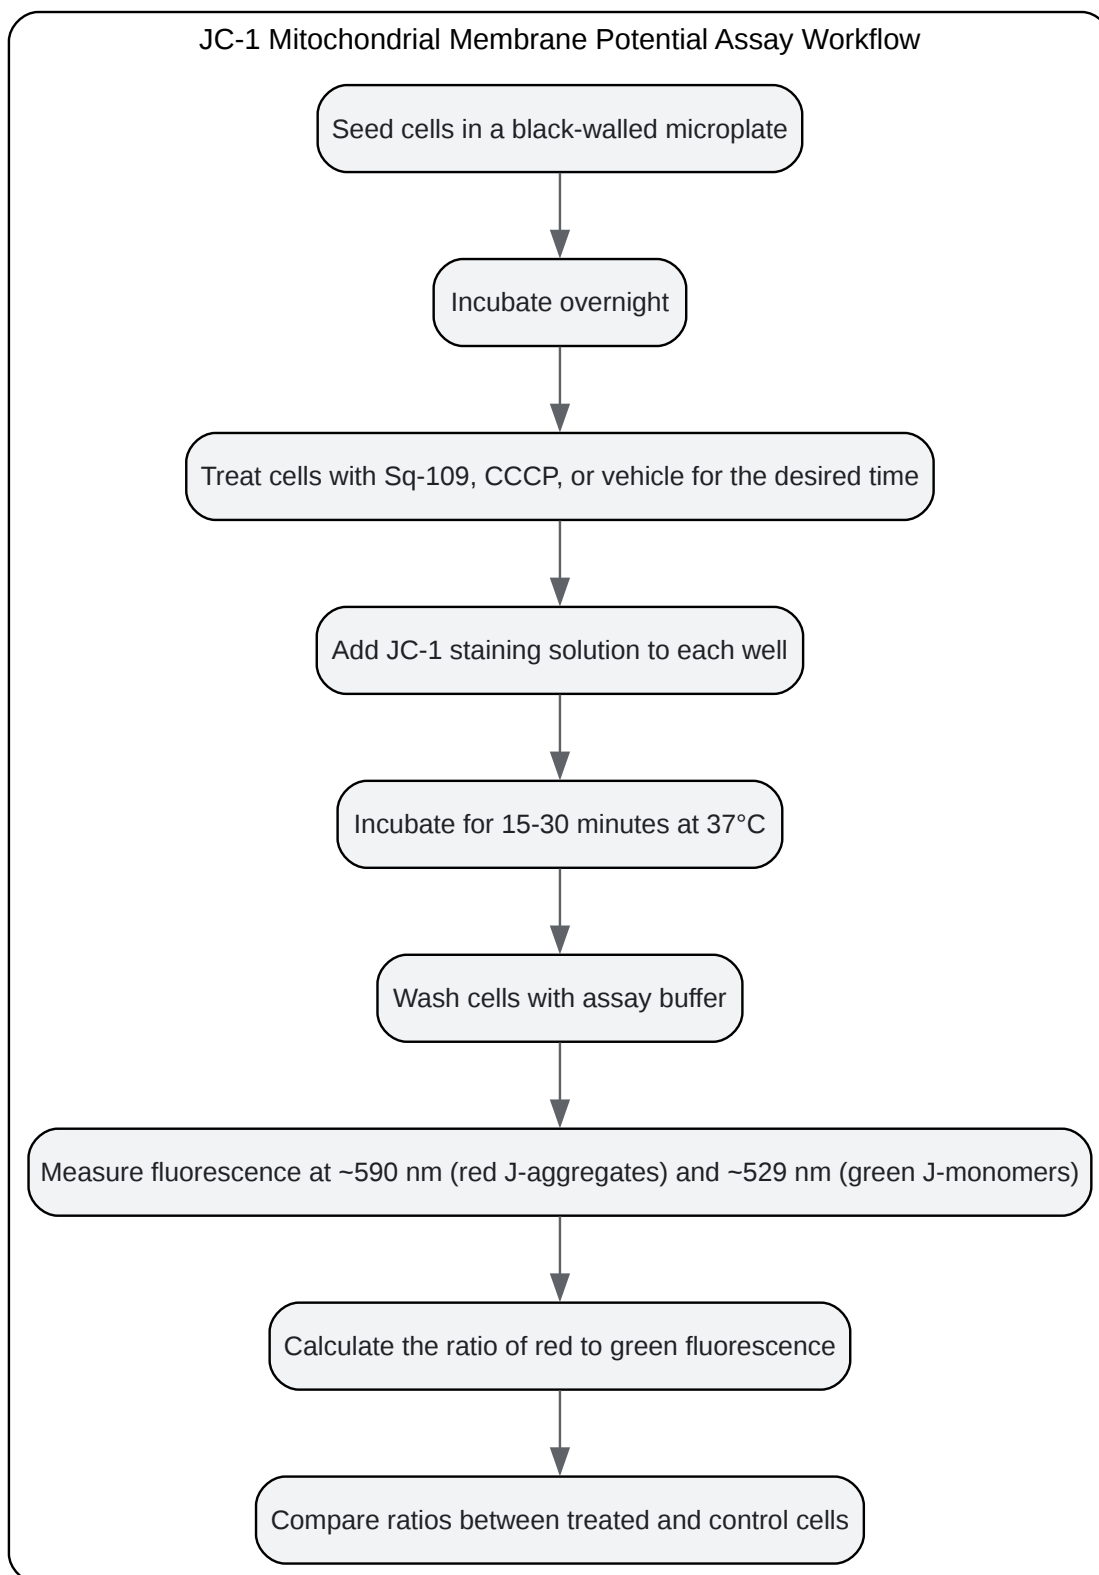 JC-1 Mitochondrial Membrane Potential Assay Workflow
Seed cells in a black-walled microplate
Incubate overnight
Treat cells with Sq-109, CCCP, or vehicle for the desired time
Add JC-1 staining solution to each well
Incubate for 15-30 minutes at 37°C
Wash cells with assay buffer
Measure fluorescence at ~590 nm (red J-aggregates) and ~529 nm (green J-monomers)
Calculate the ratio of red to green fluorescence
Compare ratios between treated and control cells